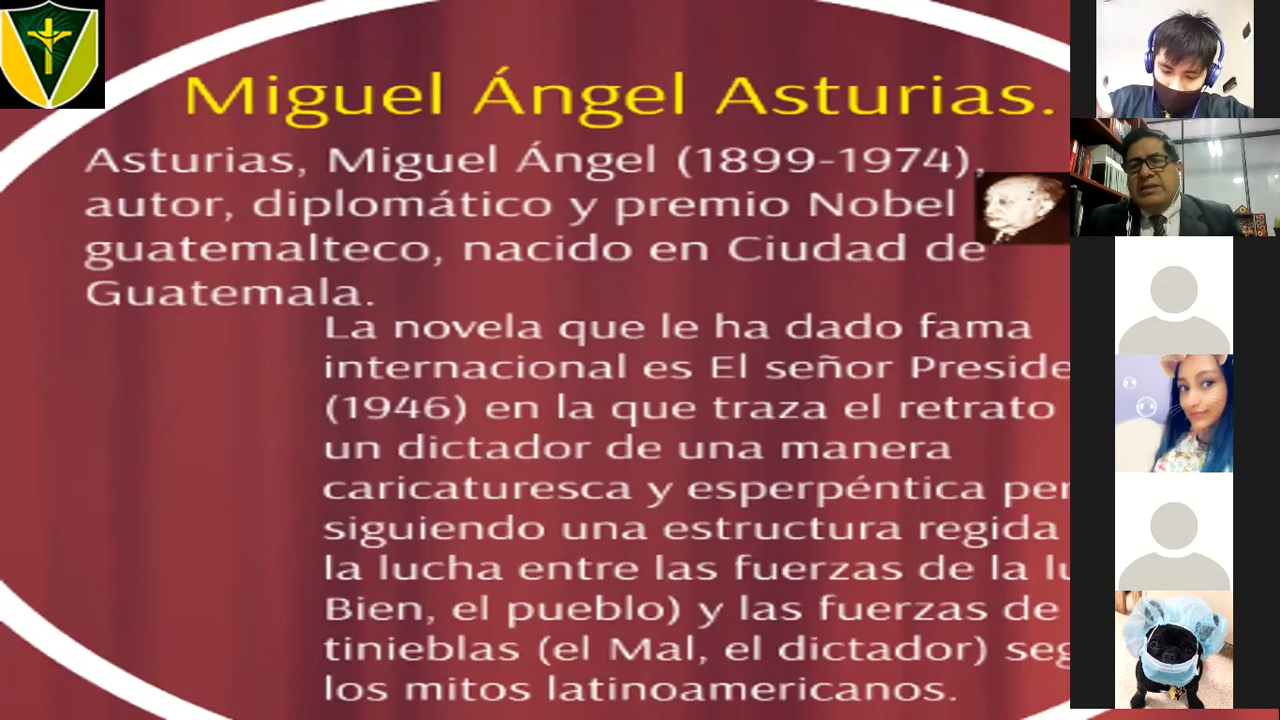 Miguel Ángel Asturias.
Asturias, Miguel Ángel (1899-1974),
autor, diplomático y premio Nobel
guatemalteco, nacido en Ciudad de
Guatemala.
La novela que le ha dado fama
internacional es El señor
(1946) en la que traza el retrato
un dictador de una manera
caricaturesca y esperpéntica
siguiendo una estructura regida
la lucha entre las fuerzas de la
Bien, el pueblo) y las fuerzas de
tinieblas (el Mal, el dictador)
los mitos latinoamericanos.